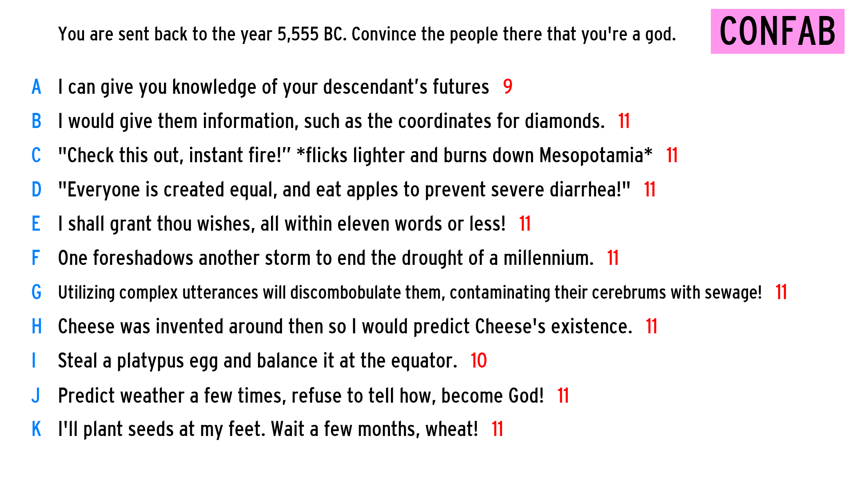 You are sent back to the year 5,555 BC. Convince the people there that you're a god.
CONFAB
A I can give you knowledge of your descendant's futures 9
B I would give them information, such as the coordinates for diamonds. 11
C "Check this out, instant fire!" *flicks lighter and burns down Mesopotamia* 11
D "Everyone is created equal, and eat apples to prevent severe diarrhea!" 11
E I shall grant thou wishes, all within eleven words or less! 11
F One foreshadows another storm to end the drought of a millennium. 11
G Utilizing complex utterances will discombobulate them, contaminating their cerebrums with sewage! 11
H Cheese was invented around then so I would predict Cheese's existence. 11
I Steal a platypus egg and balance it at the equator. 10
J Predict weather a few times, refuse to tell how, become God! 11
K I'll plant seeds at my feet. Wait a few months, wheat! 11